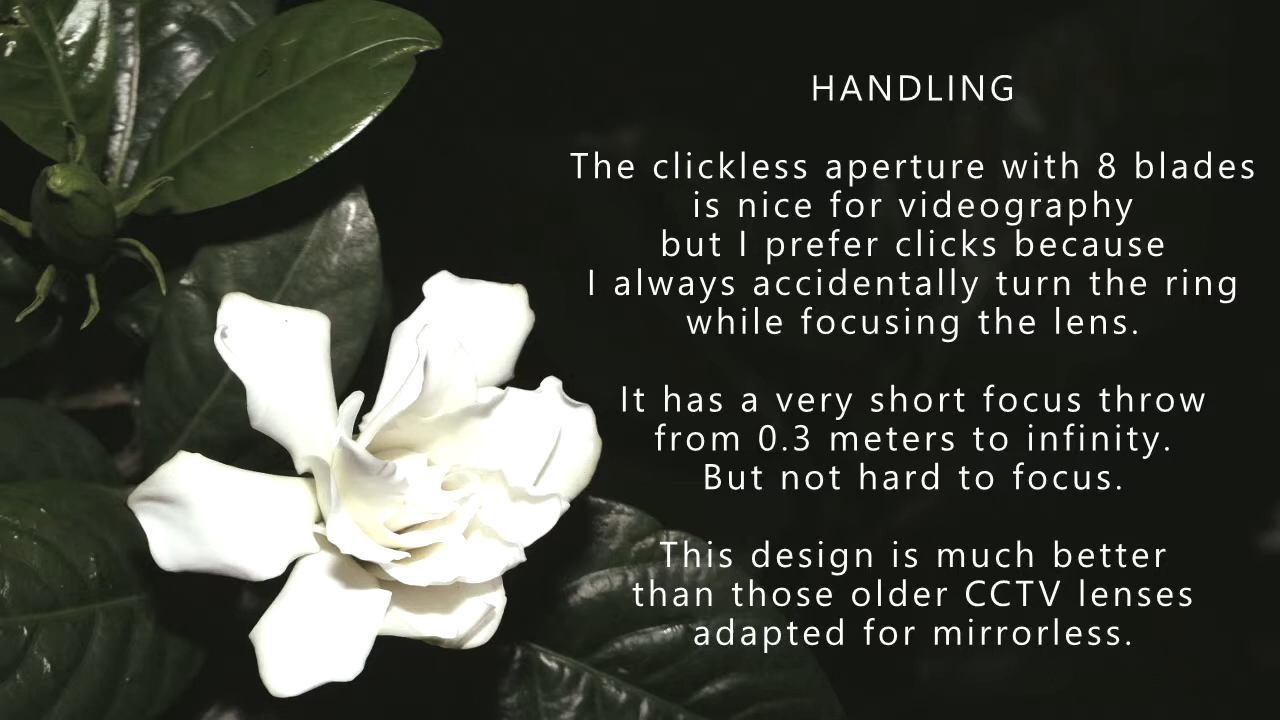 HANDLING
The clickless aperture with 8 blades
is nice for videography
but I prefer clicks because
I always accidentally turn the ring
while focusing the lens.
It has a very short focus throw
from 0.3 meters to infinity.
But not hard to focus.
This design is much better
than those older CCTV lenses
adapted for mirrorless.